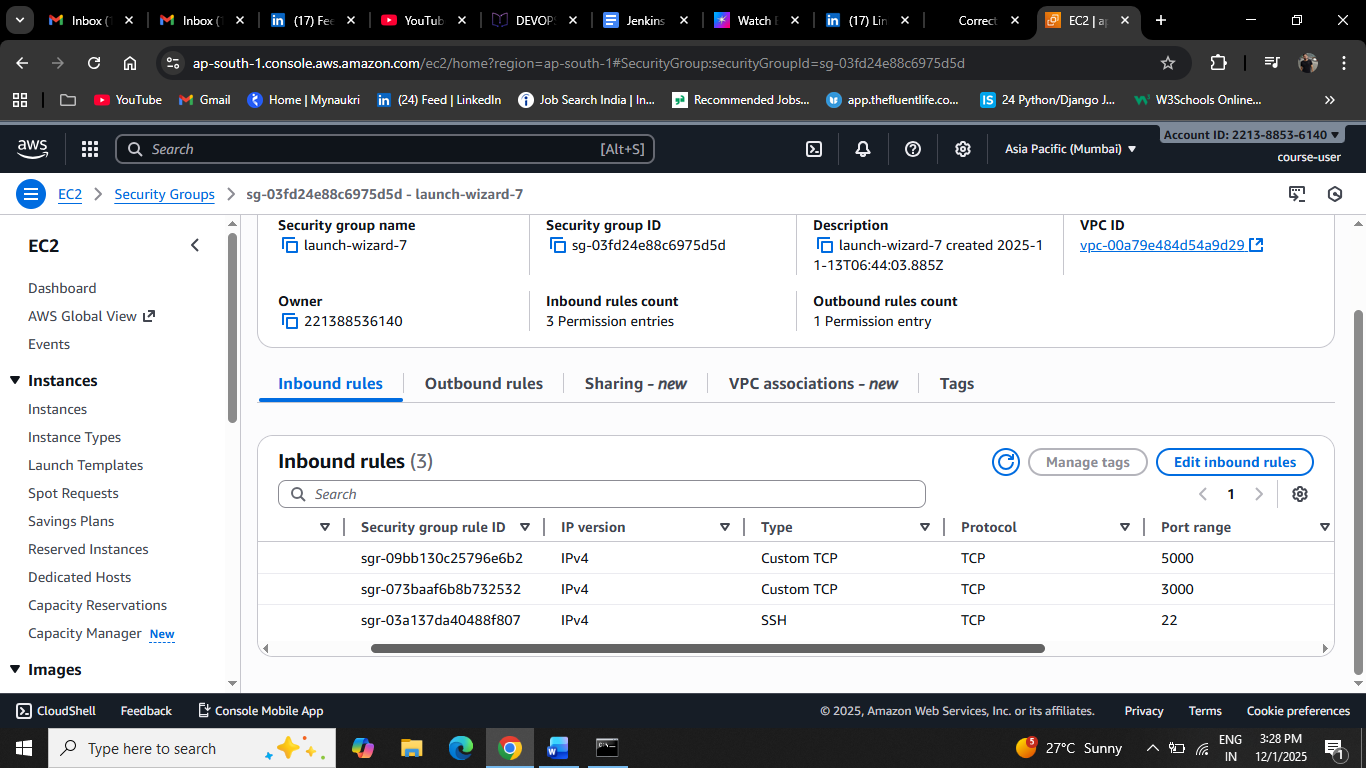 Inbox (
Inbox (
(17) Fee
YouTub
DEVOP
Jenkins
Watch
(17) Lin
Correct
EC2 | ap
ap-south-1.console.aws.amazon.com/ec2/home?region=ap-south-1#SecurityGroup:securityGroupId=sg-03fd24e88c6975d5d
YouTube
Gmail
Home | Mynaukri
(24) Feed | LinkedIn
Job Search India | In...
Recommended Jobs...
app.thefluentlife.co...
24 Python/Django J...
W3Schools Online...
aws
Search
[Alt+S]
Asia Pacific (Mumbai)
Account ID: 2213-8853-6140
course-user
EC2
Security Groups
sg-03fd24e88c6975d5d - launch-wizard-7
EC2
Dashboard
AWS Global View
Events
Instances
Instances
Instance Types
Launch Templates
Spot Requests
Savings Plans
Reserved Instances
Dedicated Hosts
Capacity Reservations
Capacity Manager New
Images
Security group name
launch-wizard-7
Security group ID
sg-03fd24e88c6975d5d
Description
launch-wizard-7 created 2025-1
1-13T06:44:03.885Z
VPC ID
vpc-00a79e484d54a9d29
Owner
221388536140
Inbound rules count
3 Permission entries
Outbound rules count
1 Permission entry
Inbound rules
Outbound rules
Sharing - new
VPC associations - new
Tags
Inbound rules (3)
Manage tags
Edit inbound rules
Search
1
Security group rule ID IP version Type Protocol Port range
sgr-09bb130c25796e6b2 IPv4 Custom TCP TCP 5000
sgr-073baaf6b8b732532 IPv4 Custom TCP TCP 3000
sgr-03a137da40488f807 IPv4 SSH TCP 22
CloudShell
Feedback
Console Mobile App
© 2025, Amazon Web Services, Inc. or its affiliates.
Privacy
Terms
Cookie preferences
Type here to search
5
27°C Sunny
ENG
IN
3:28 PM
12/1/2025
1